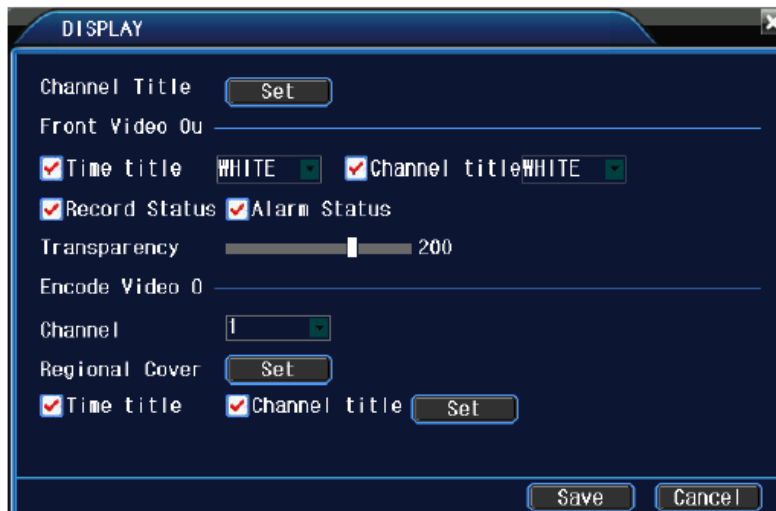 DISPLAY
Channel Title Set
Front Video Ou
Time title WHITE Channel title WHITE
Record Status Alarm Status
Transparency 200
Encode Video O
Channel 1
Regional Cover Set
Time title Channel title Set
Save Cancel